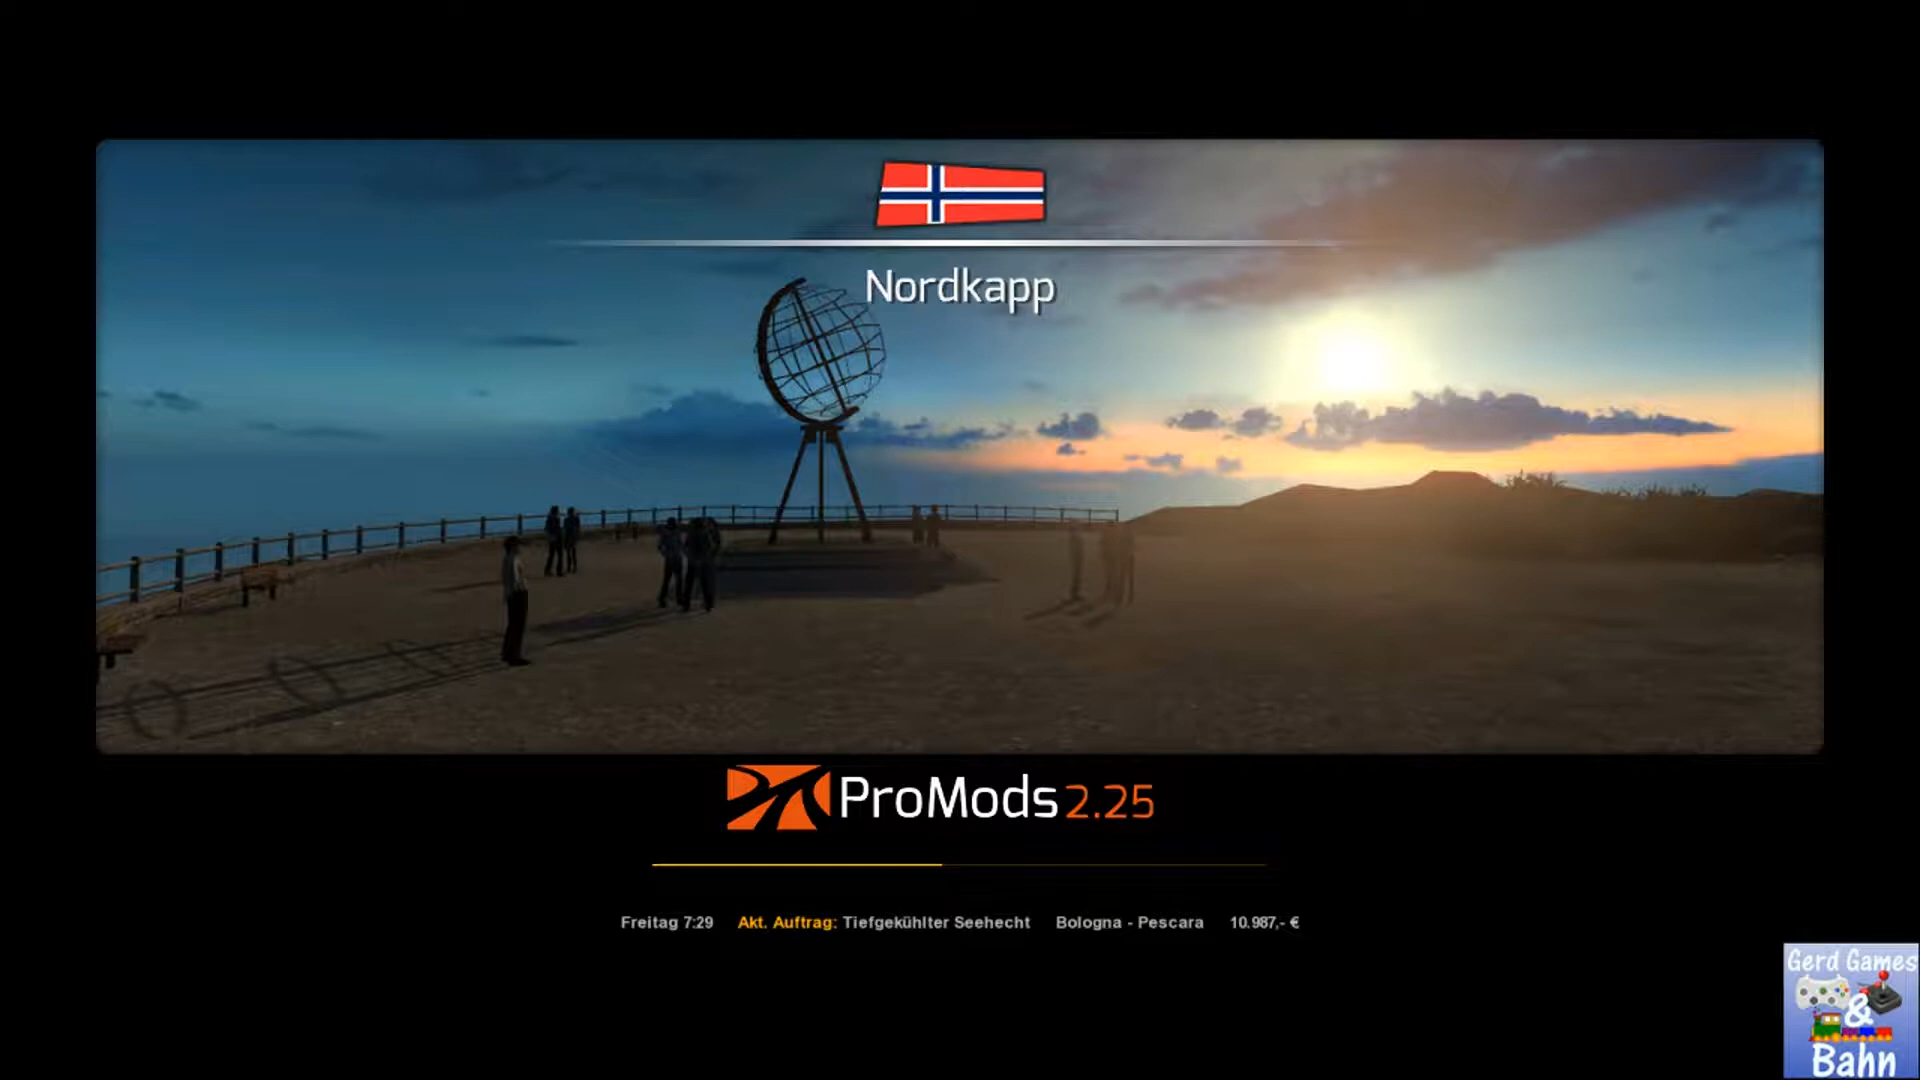 Nordkapp
ProMods 2.25
Freitag 7:29 Akt. Auftrag: Tiefgekühlter Seehecht Bologna - Pescara 10.987,- €
Gerd Games
&
Bahn